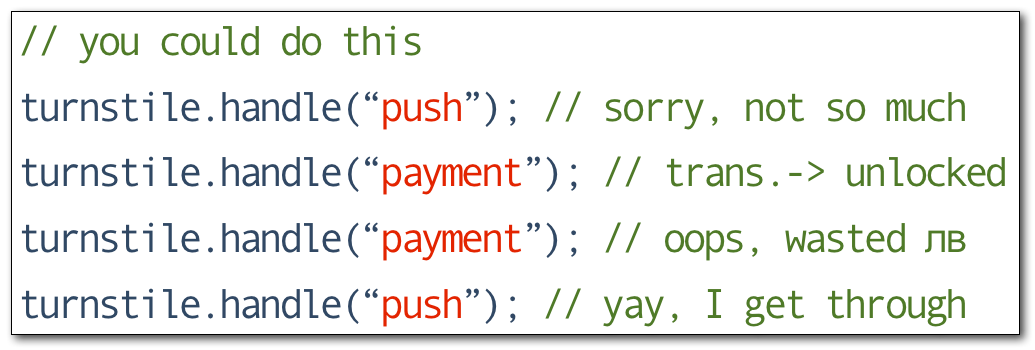 // you could do this
turnstile.handle(“push”); // sorry, not so much
turnstile.handle(“payment”); // trans.-> unlocked
turnstile.handle(“payment”); // oops, wasted лв
turnstile.handle(“push”); // yay, I get through